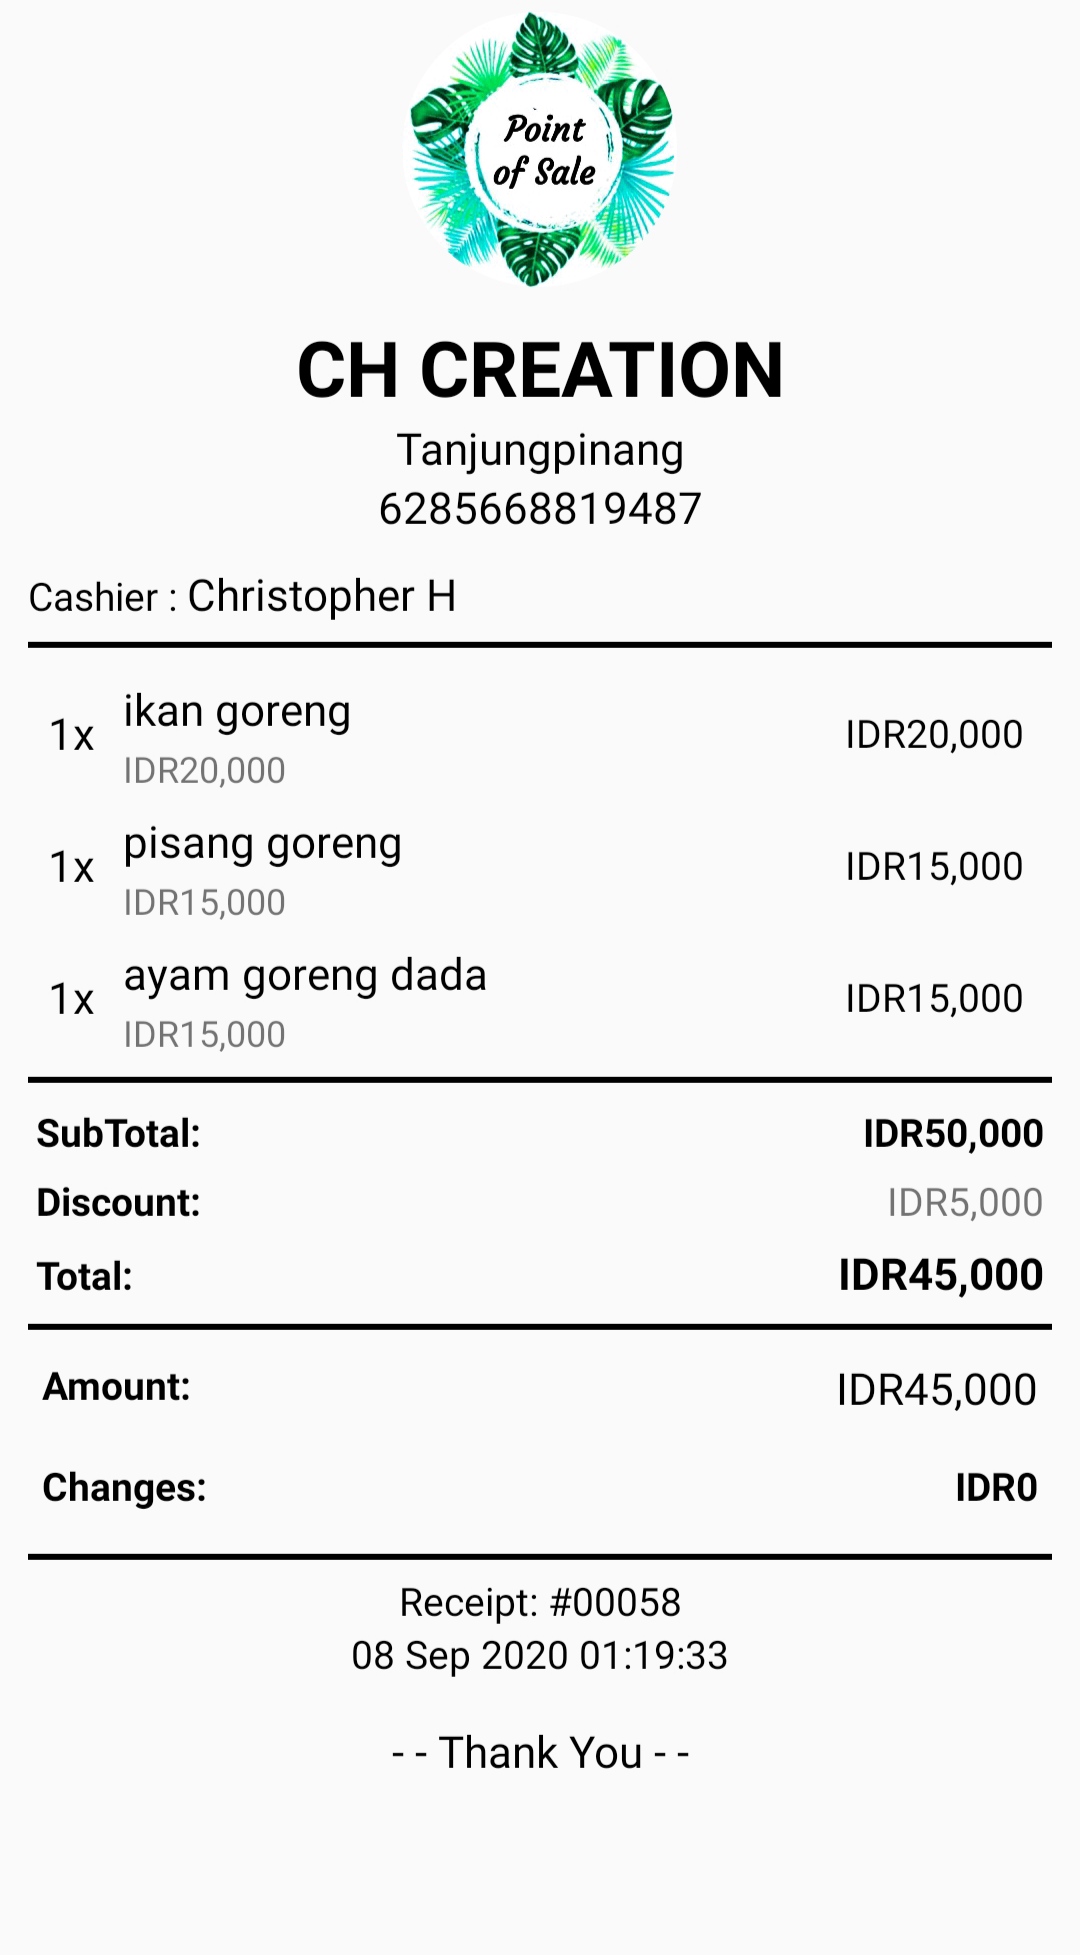 Point
of Sale
CH CREATION
Tanjungpinang
6285668819487
Cashier : Christopher H
1x ikan goreng IDR20,000
IDR20,000
1x pisang goreng IDR15,000
IDR15,000
1x ayam goreng dada IDR15,000
IDR15,000
SubTotal: IDR50,000
Discount: IDR5,000
Total: IDR45,000
Amount: IDR45,000
Changes: IDR0
Receipt: #00058
08 Sep 2020 01:19:33
- - Thank You - -